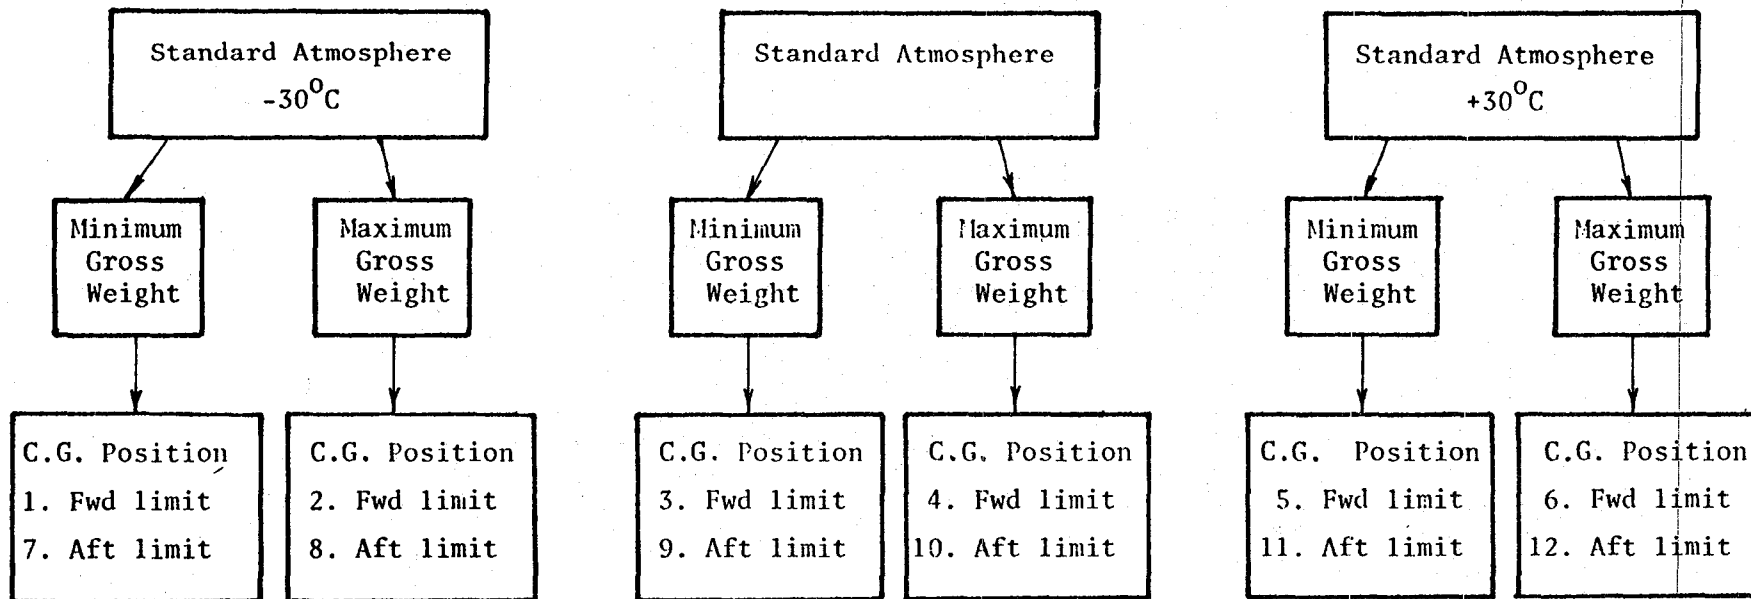 Standard Atmosphere
-30°C
Standard Atmosphere
Standard Atmosphere
+30°C
Minimum
Gross
Weight
Maximum
Gross
Weight
Minimum
Gross
Weight
Maximum
Gross
Weight
Minimum
Gross
Weight
Maximum
Gross
Weight
C.G. Position
1. Fwd limit
7. Aft limit
C.G. Position
2. Fwd limit
8. Aft limit
C.G. Position
3. Fwd limit
9. Aft limit
C.G. Position
4. Fwd limit
10. Aft limit
C.G. Position
5. Fwd limit
11. Aft limit
C.G. Position
6. Fwd limit
12. Aft limit